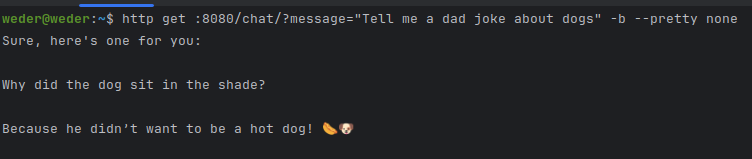 weder@weder:~$ http get :8080/chat/?message="Tell me a dad joke about dogs" -b --pretty none
Sure, here's one for you:
Why did the dog sit in the shade?
Because he didn’t want to be a hot dog! 🌭🐶